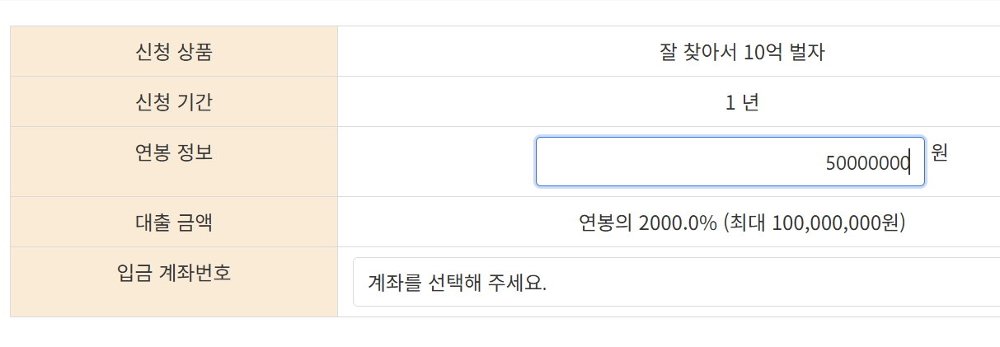 신청 상품
잘 찾아서 10억 벌자
신청 기간
1 년
연봉 정보
50000000 원
대출 금액
연봉의 2000.0% (최대 100,000,000원)
입금 계좌번호
계좌를 선택해 주세요.